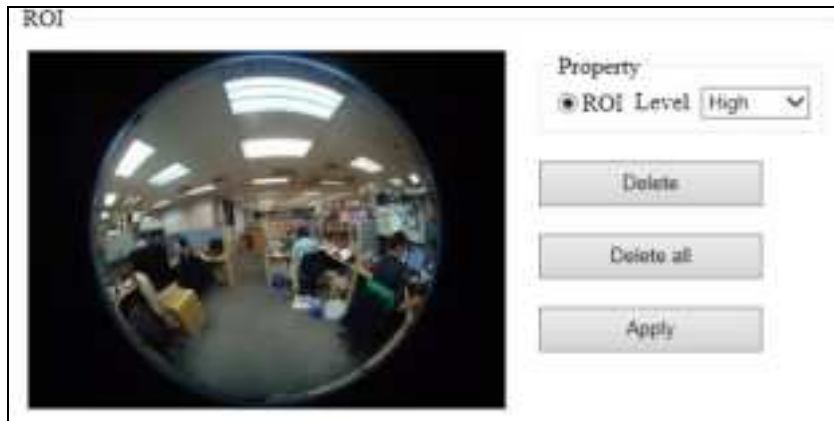 ROI
Property
ROI Level High
Delete
Delete all
Apply